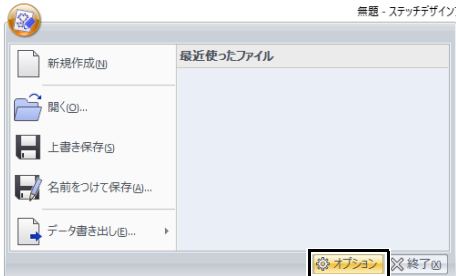 無題 - ステッチデザイン
新規作成(N)
最近使ったファイル
開く(O)...
上書き保存(S)
名前をつけて保存(A)...
データ書き出し(E)...
オプション
終了(X)